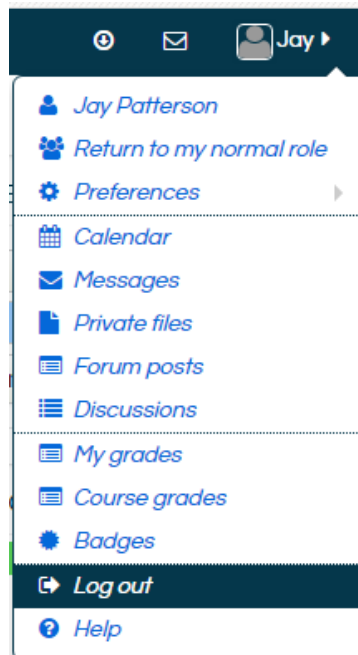 Jay
Jay Patterson
Return to my normal role
Preferences
Calendar
Messages
Private files
Forum posts
Discussions
My grades
Course grades
Badges
Log out
Help